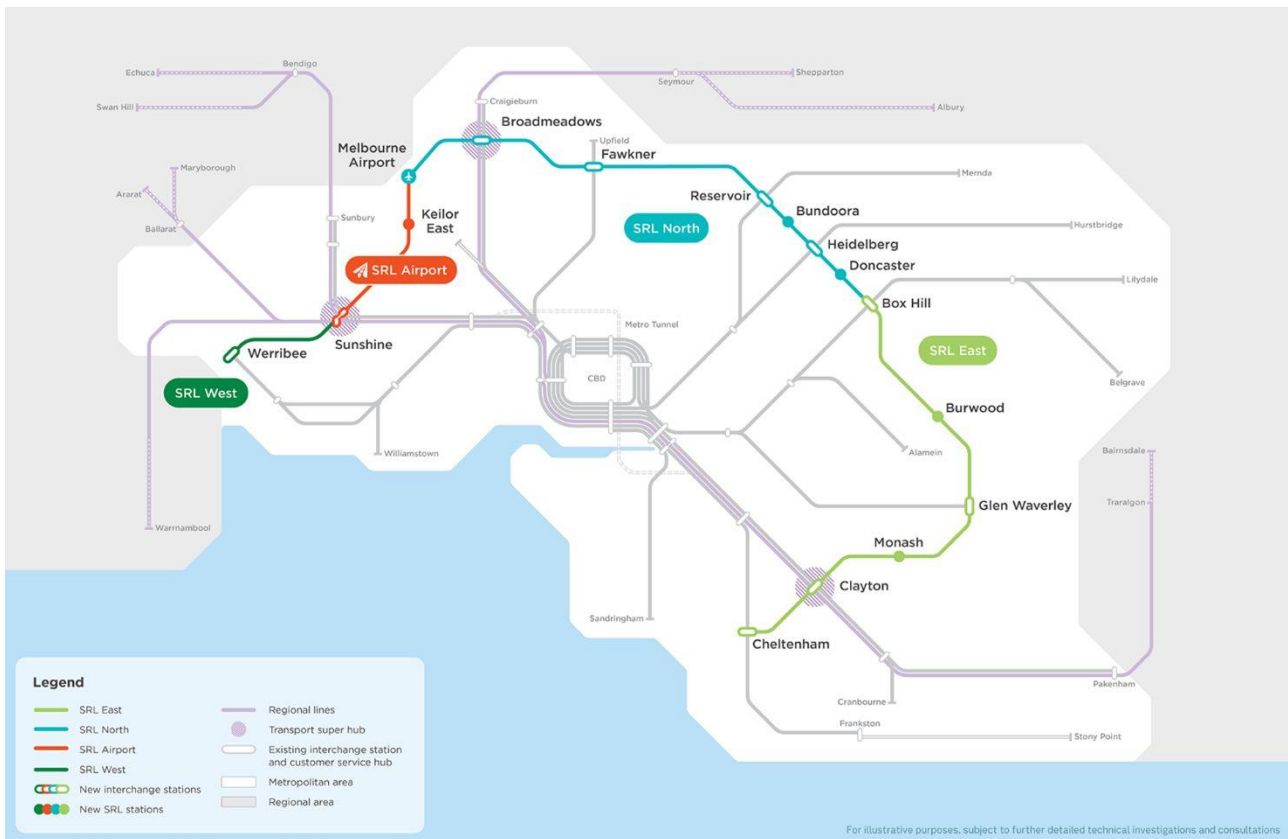 Echuca
Bendigo
Swan Hill
Seymour
Shepparton
Albury
Craigieburn
Broadmeadows
Melbourne
Airport
Upfield
Fawkner
Maryborough
Ararat
Ballarat
Mernda
Reservoir
Sunbury
Keilor
East
SRL North
Bundoora
Hurstbridge
Heidelberg
SRL Airport
Doncaster
Lilydale
Box Hill
Metro Tunnel
Sunshine
Werribee
SRL East
CBD
SRL West
Belgrave
Burwood
Williamstown
Alamein
Bairnsdale
Traralgon
Glen Waverley
Warrnambool
Monash
Clayton
Sandringham
Cheltenham
Pakenham
Cranbourne
Frankston
Stony Point
Legend
SRL East
SRL North
SRL Airport
SRL West
New interchange stations
New SRL stations
Regional lines
Transport super hub
Existing interchange station
and customer service hub
Metropolitan area
Regional area
For illustrative purposes, subject to further detailed technical investigations and consultations